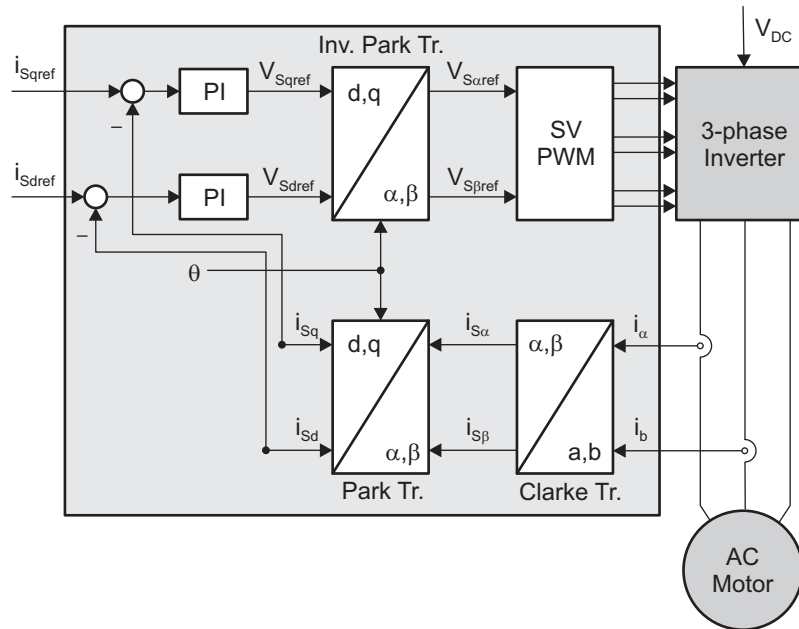 Inv. Park Tr.
V_DC
i_Sqref
PI
V_Sqref
d,q
α,β
V_Sαref
SV
PWM
3-phase
Inverter
–
i_Sdref
PI
V_Sdref
V_Sβref
–
θ
i_Sq
d,q
α,β
i_Sα
α,β
a,b
i_α
i_Sd
i_Sβ
i_b
Park Tr.
Clarke Tr.
AC
Motor